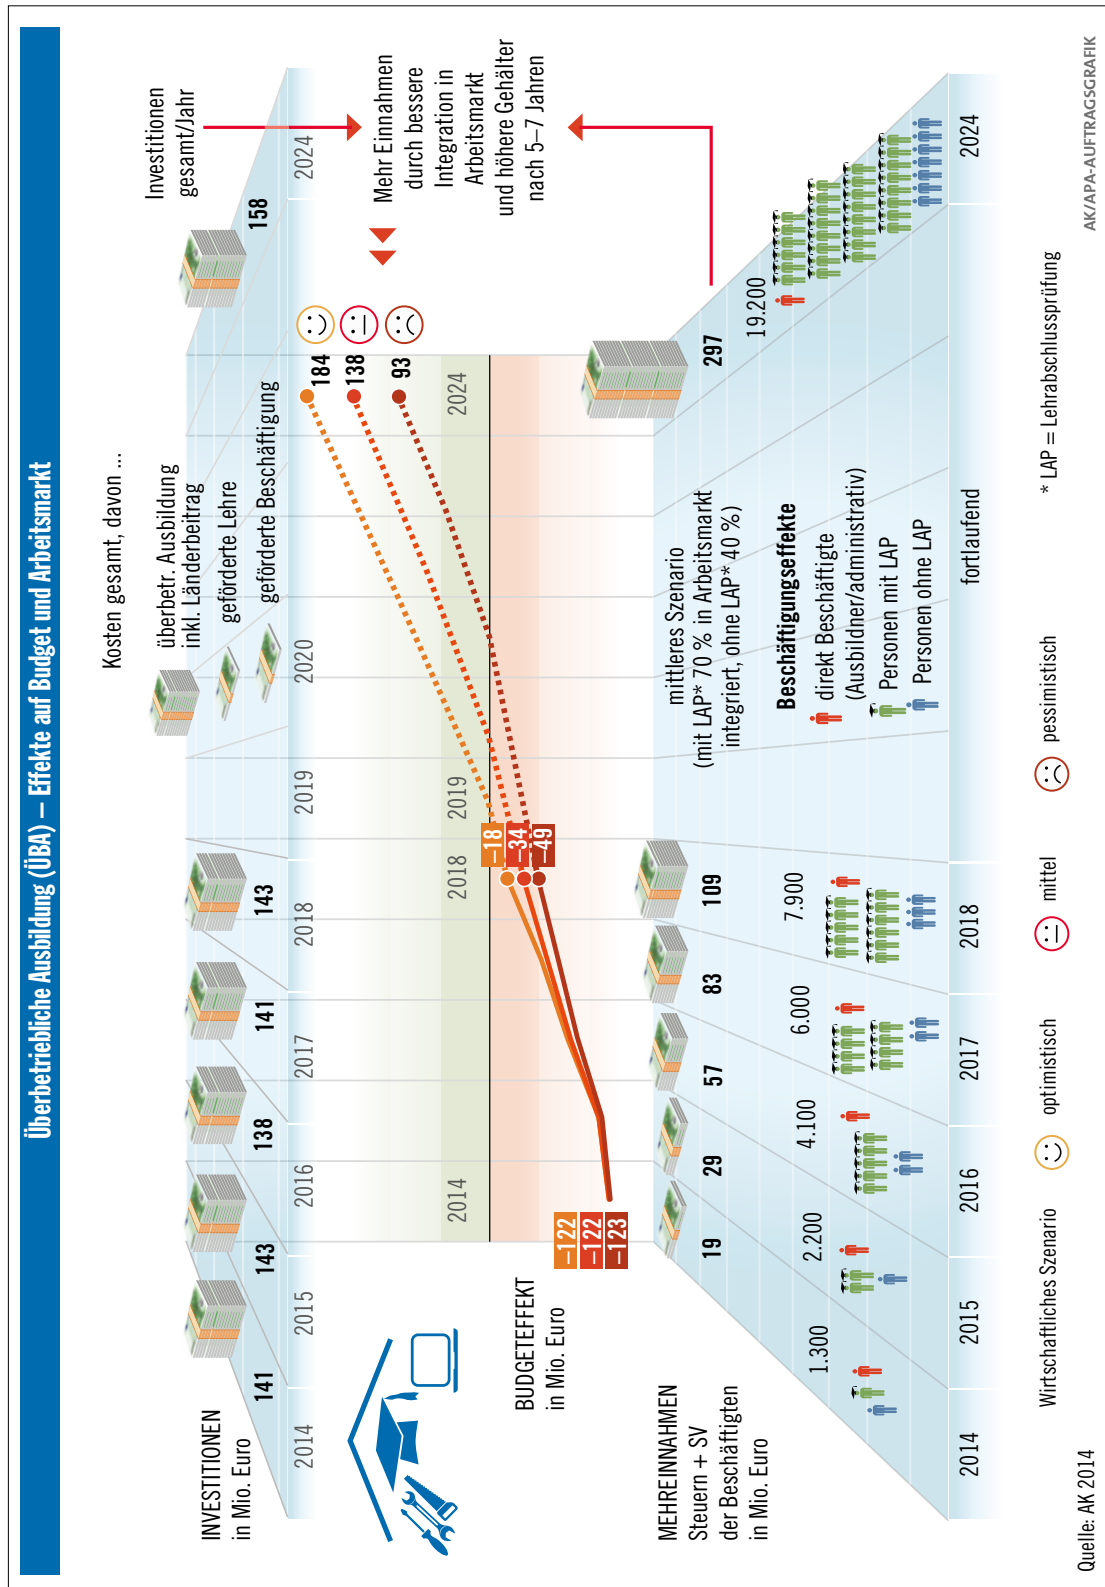 Überbetriebliche Ausbildung (ÜBA) – Effekte auf Budget und Arbeitsmarkt
INVESTITIONEN
in Mio. Euro
Kosten gesamt, davon ...
überbetr. Ausbildung
inkl. Länderbeitrag
geförderte Lehre
geförderte Beschäftigung
Investitionen
gesamt/Jahr
141
143
138
141
143
158
2014
2015
2016
2017
2018
2019
2020
2024
Mehr Einnahmen
durch bessere
Integration in
Arbeitsmarkt
und höhere Gehälter
nach 5–7 Jahren
184
138
93
2014
2018
2019
2024
–18
–34
–49
–122
–122
–123
BUDGETEFFEKT
in Mio. Euro
MEHREINNAHMEN
Steuern + SV
der Beschäftigten
in Mio. Euro
19
29
57
83
109
297
mittleres Szenario
(mit LAP* 70 % in Arbeitsmarkt
integriert, ohne LAP* 40 %)
Beschäftigungseffekte
direkt Beschäftigte
(Ausbildner/administrativ)
Personen mit LAP
Personen ohne LAP
1.300
2.200
4.100
6.000
7.900
19.200
2014
2015
2016
2017
2018
fortlaufend
2024
Wirtschaftliches Szenario
optimistisch
mittel
pessimistisch
* LAP = Lehrabschlussprüfung
Quelle: AK 2014
AK/APA-AUFTRAGSGRAFIK